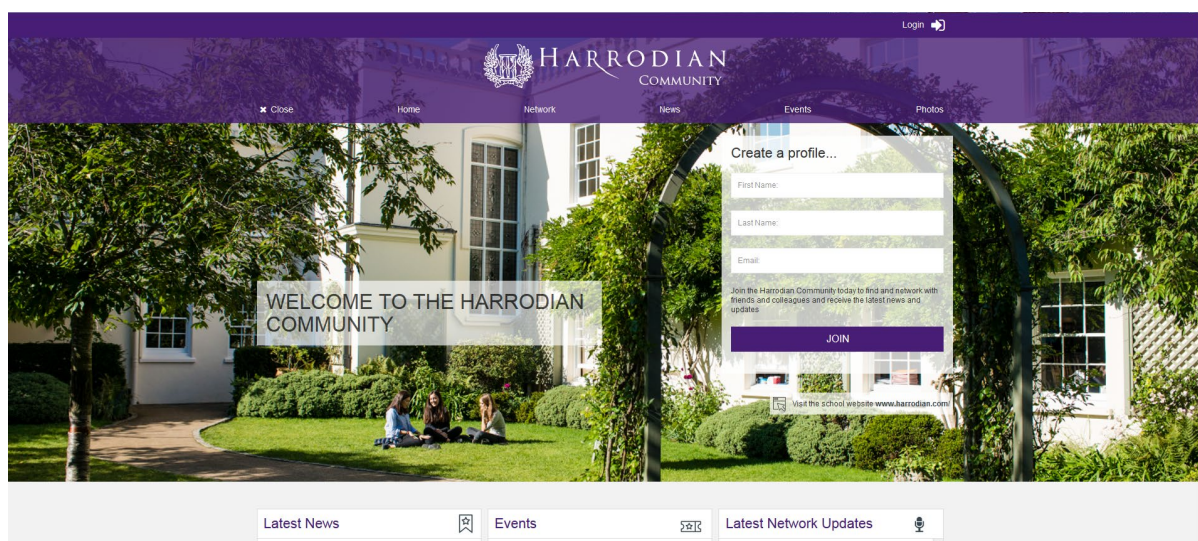 Login
HARRODIAN
COMMUNITY
Close
Home
Network
News
Events
Photos
Create a profile...
First Name:
Last Name:
Email:
Join the Harrodian Community today to find and network with
friends and colleagues and receive the latest news and
updates
JOIN
WELCOME TO THE HARRODIAN
COMMUNITY
Visit the school website www.harrodian.com/
Latest News
Events
Latest Network Updates